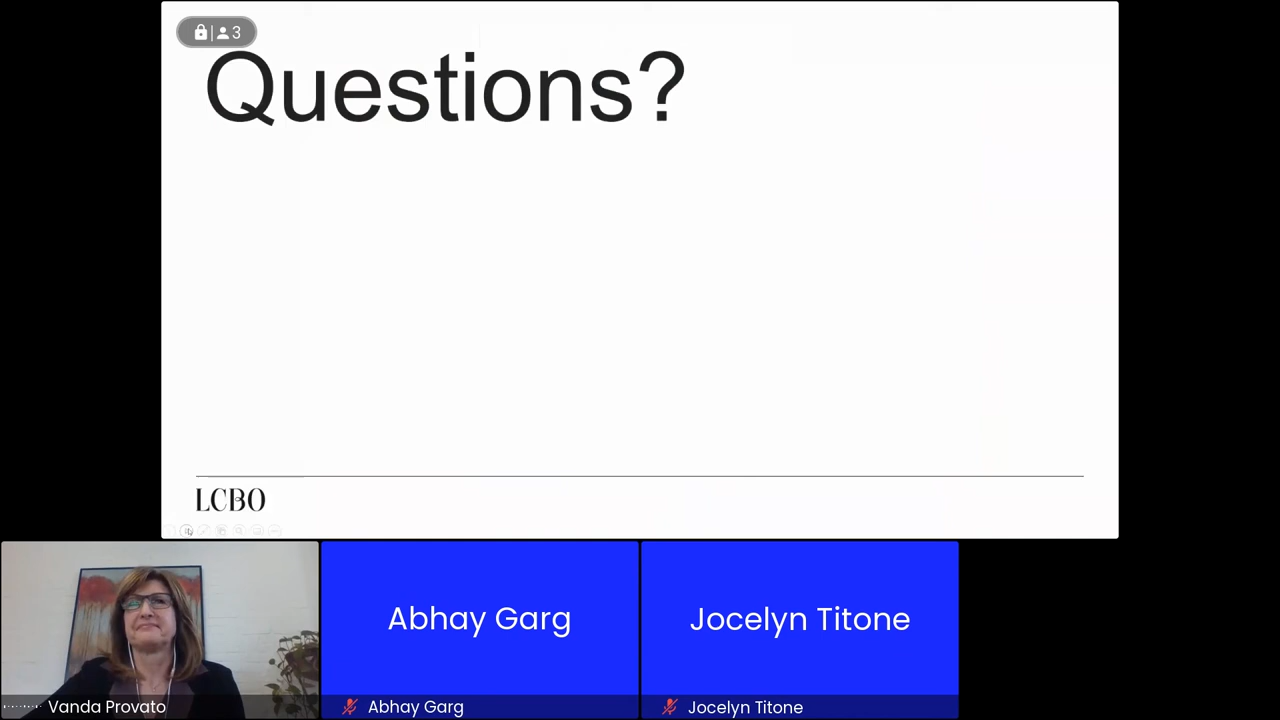 3
Questions?
LCBO
Abhay Garg
Jocelyn Titone
Vanda Provato
Abhay Garg
Jocelyn Titone